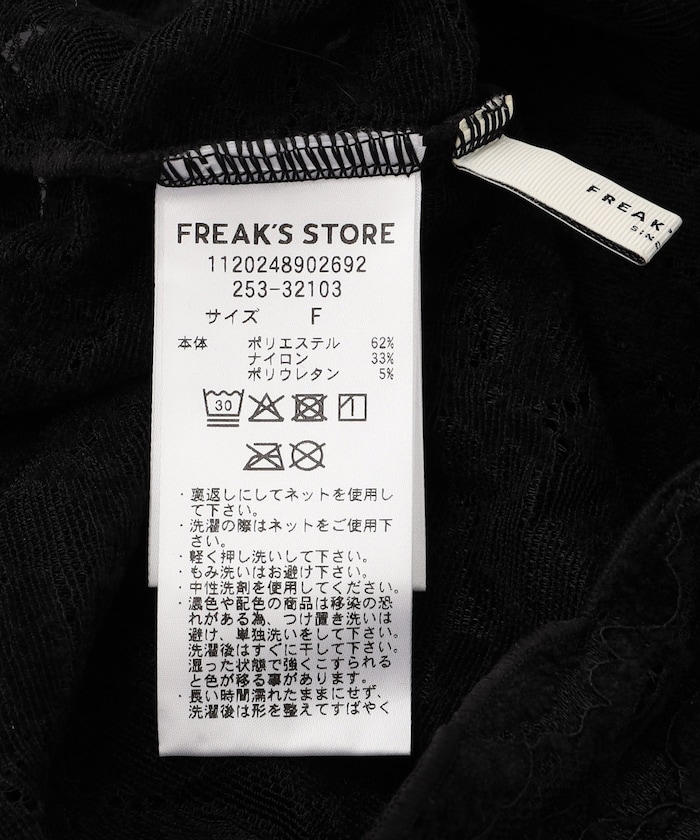 FREAK'S STORE
1120248902692
253-32103
サイズ F
本体 ポリエステル 62%
ナイロン 33%
ポリウレタン 5%
30
・裏返しにしてネットを使用し
て下さい。
・洗濯の際はネットをご使用下
さい。
・軽く押し洗いして下さい。
・もみ洗いはお避け下さい。
・中性洗剤を使用してください。
・濃色や配色の商品は移染の恐
れがある為、つけ置き洗いは
避け、単独洗いをして下さい。
洗濯後はすぐに干して下さい。
湿った状態で強くこすられる
と色が移る事があります。
・長い時間濡れたままにせず、
洗濯後は形を整えてすばやく
FREAK'
SiN